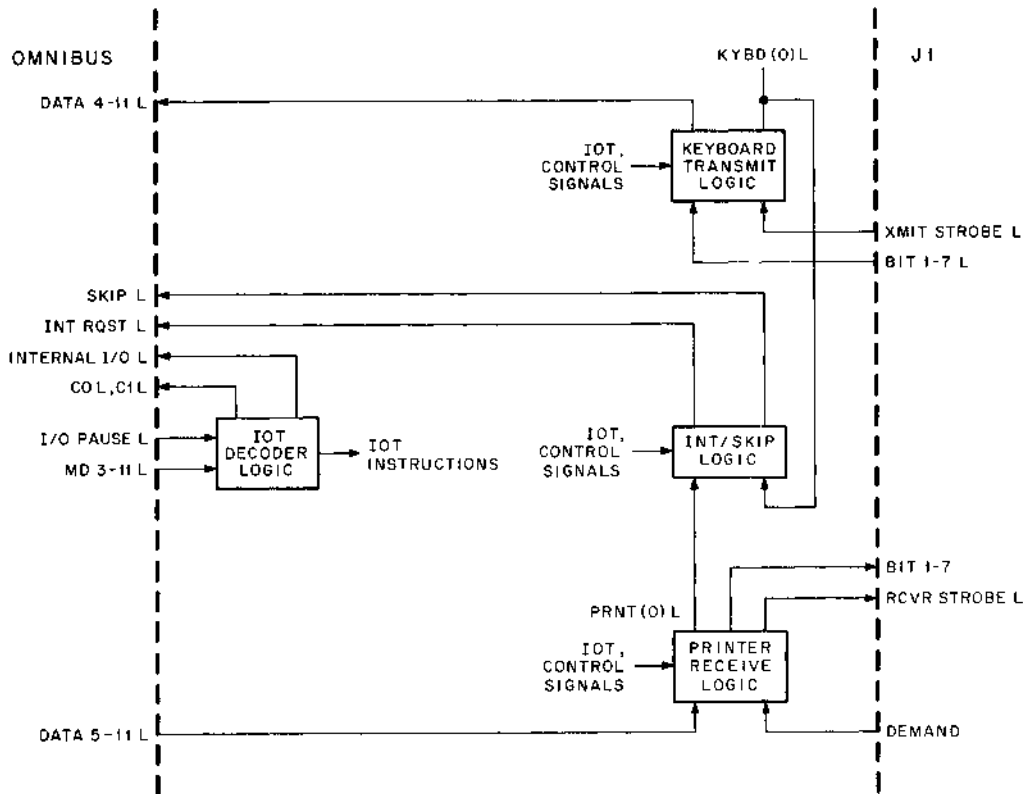 OMNIBUS
J1
KYBD(0)L
DATA 4-11 L
IOT,
CONTROL
SIGNALS
KEYBOARD
TRANSMIT
LOGIC
XMIT STROBE L
BIT 1-7 L
SKIP L
INT RQST L
INTERNAL I/O L
C0 L, C1 L
I/O PAUSE L
MD 3-11 L
IOT
DECODER
LOGIC
IOT
INSTRUCTIONS
IOT,
CONTROL
SIGNALS
INT/SKIP
LOGIC
BIT 1-7
RCVR STROBE L
PRNT(0)L
IOT,
CONTROL
SIGNALS
PRINTER
RECEIVE
LOGIC
DATA 5-11 L
DEMAND